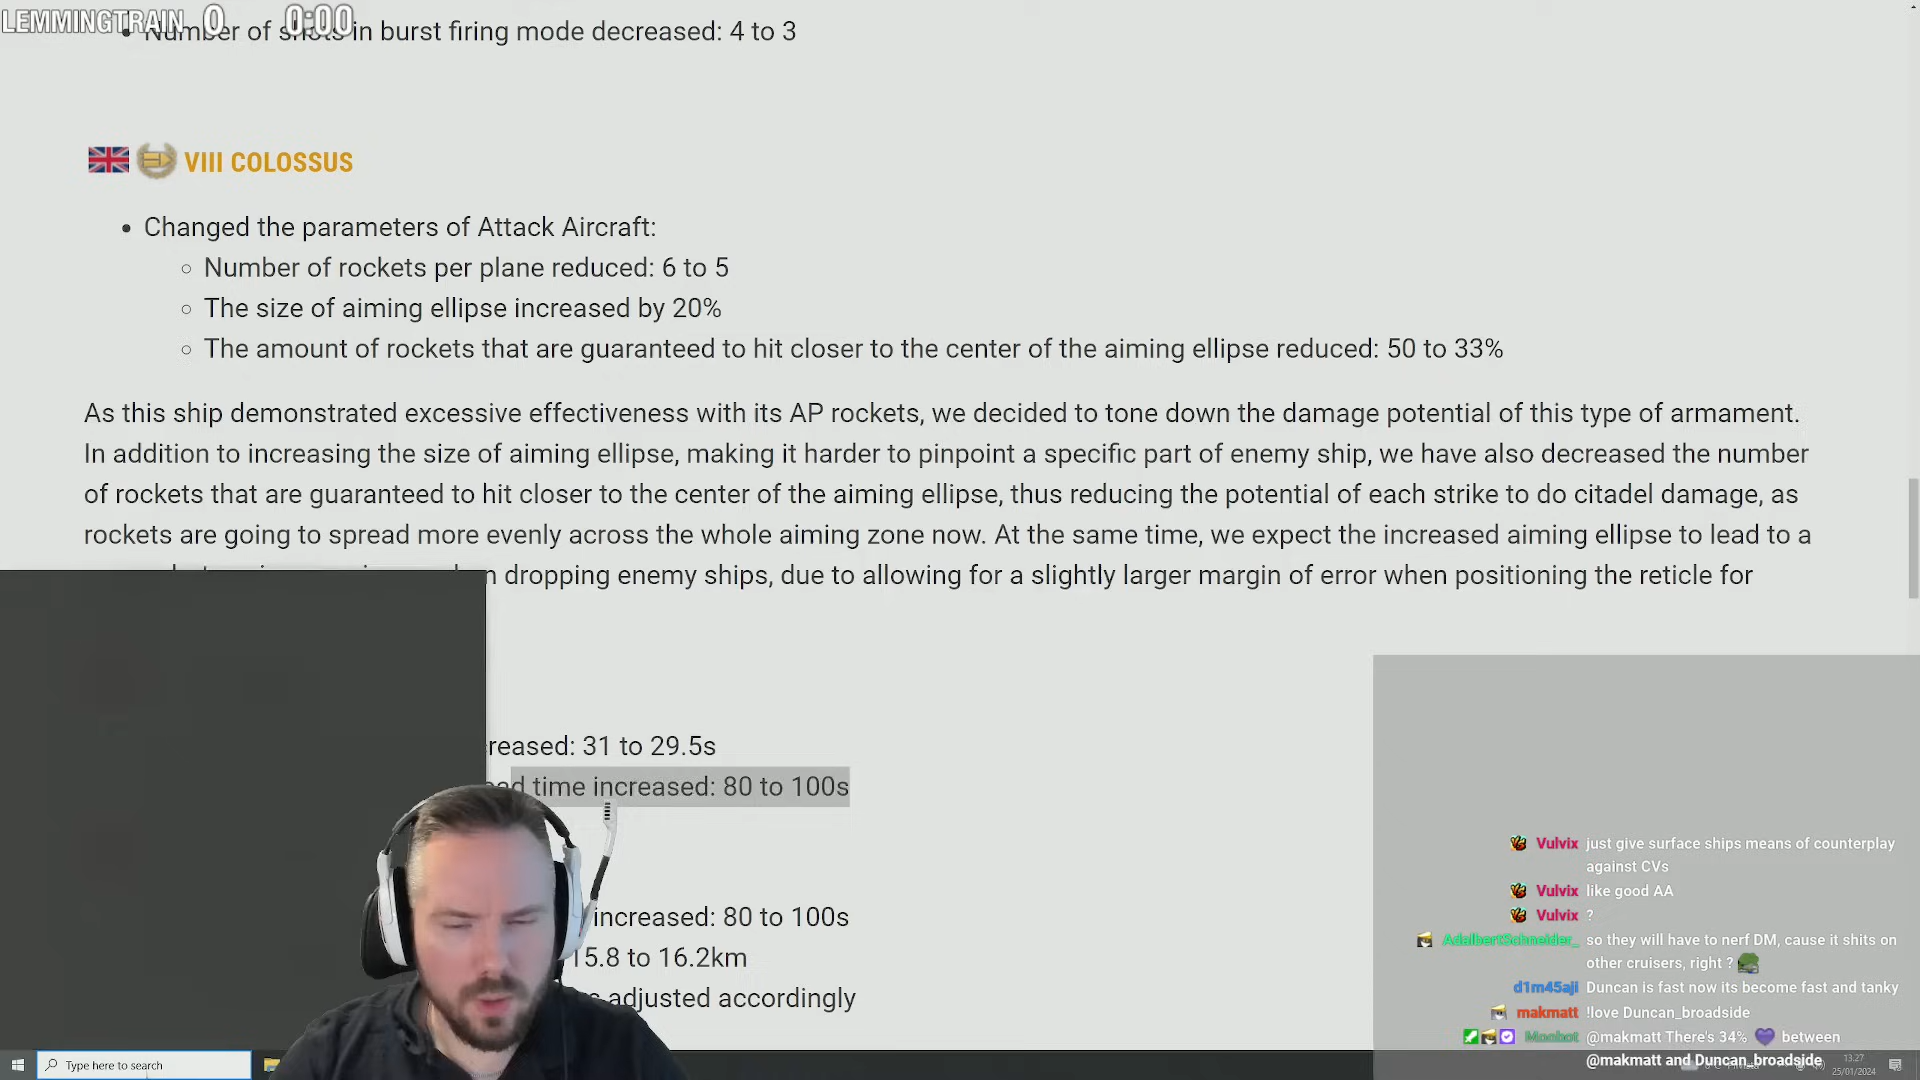 LEMMINGTRAIN 0 0:00
Number of shots in burst firing mode decreased: 4 to 3
VIII COLOSSUS
Changed the parameters of Attack Aircraft:
Number of rockets per plane reduced: 6 to 5
The size of aiming ellipse increased by 20%
The amount of rockets that are guaranteed to hit closer to the center of the aiming ellipse reduced: 50 to 33%
As this ship demonstrated excessive effectiveness with its AP rockets, we decided to tone down the damage potential of this type of armament.
In addition to increasing the size of aiming ellipse, making it harder to pinpoint a specific part of enemy ship, we have also decreased the number
of rockets that are guaranteed to hit closer to the center of the aiming ellipse, thus reducing the potential of each strike to do citadel damage, as
rockets are going to spread more evenly across the whole aiming zone now. At the same time, we expect the increased aiming ellipse to lead to a
dropping enemy ships, due to allowing for a slightly larger margin of error when positioning the reticle for
creased: 31 to 29.5s
time increased: 80 to 100s
increased: 80 to 100s
15.8 to 16.2km
adjusted accordingly
Vulvix just give surface ships means of counterplay
against CVs
Vulvix like good AA
Vulvix ?
AdalbertSchneider_ so they will have to nerf DM, cause it shits on
other cruisers, right ?
d1m45aji Duncan is fast now its become fast and tanky
makmatt !love Duncan_broadside
Moobot @makmatt There's 34% 💜 between
@makmatt and Duncan_broadside
Type here to search
13.27
25/01/2024